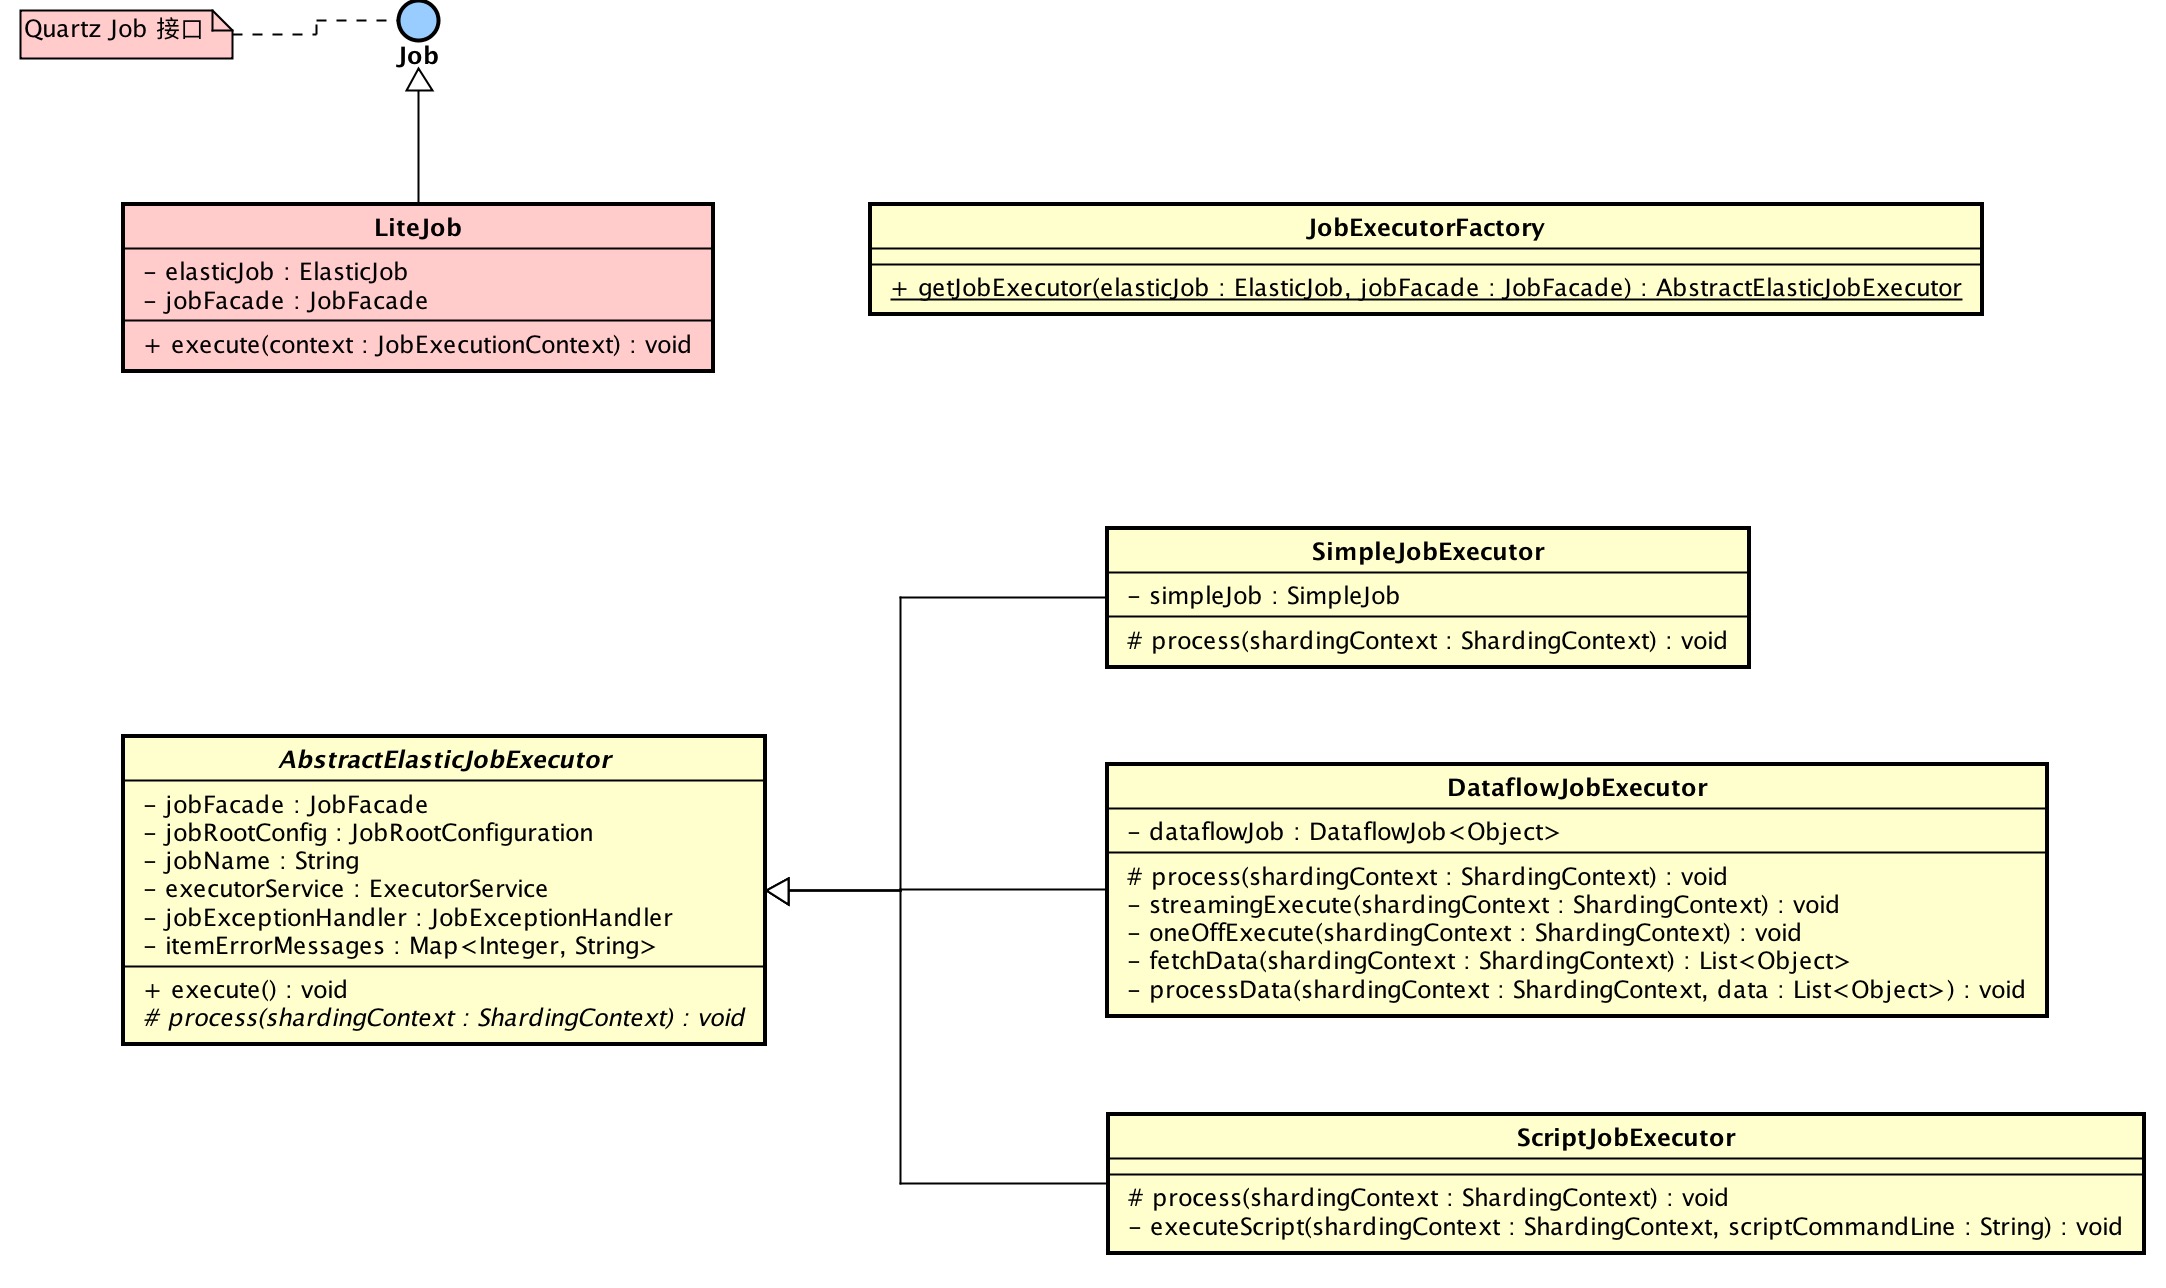 Quartz Job 接口
Job
LiteJob
- elasticJob : ElasticJob
- jobFacade : JobFacade
+ execute(context : JobExecutionContext) : void
JobExecutorFactory
+ getJobExecutor(elasticJob : ElasticJob, jobFacade : JobFacade) : AbstractElasticJobExecutor
SimpleJobExecutor
- simpleJob : SimpleJob
# process(shardingContext : ShardingContext) : void
AbstractElasticJobExecutor
- jobFacade : JobFacade
- jobRootConfig : JobRootConfiguration
- jobName : String
- executorService : ExecutorService
- jobExceptionHandler : JobExceptionHandler
- itemErrorMessages : Map<Integer, String>
+ execute() : void
# process(shardingContext : ShardingContext) : void
DataflowJobExecutor
- dataflowJob : DataflowJob<Object>
# process(shardingContext : ShardingContext) : void
- streamingExecute(shardingContext : ShardingContext) : void
- oneOffExecute(shardingContext : ShardingContext) : void
- fetchData(shardingContext : ShardingContext) : List<Object>
- processData(shardingContext : ShardingContext, data : List<Object>) : void
ScriptJobExecutor
# process(shardingContext : ShardingContext) : void
- executeScript(shardingContext : ShardingContext, scriptCommandLine : String) : void